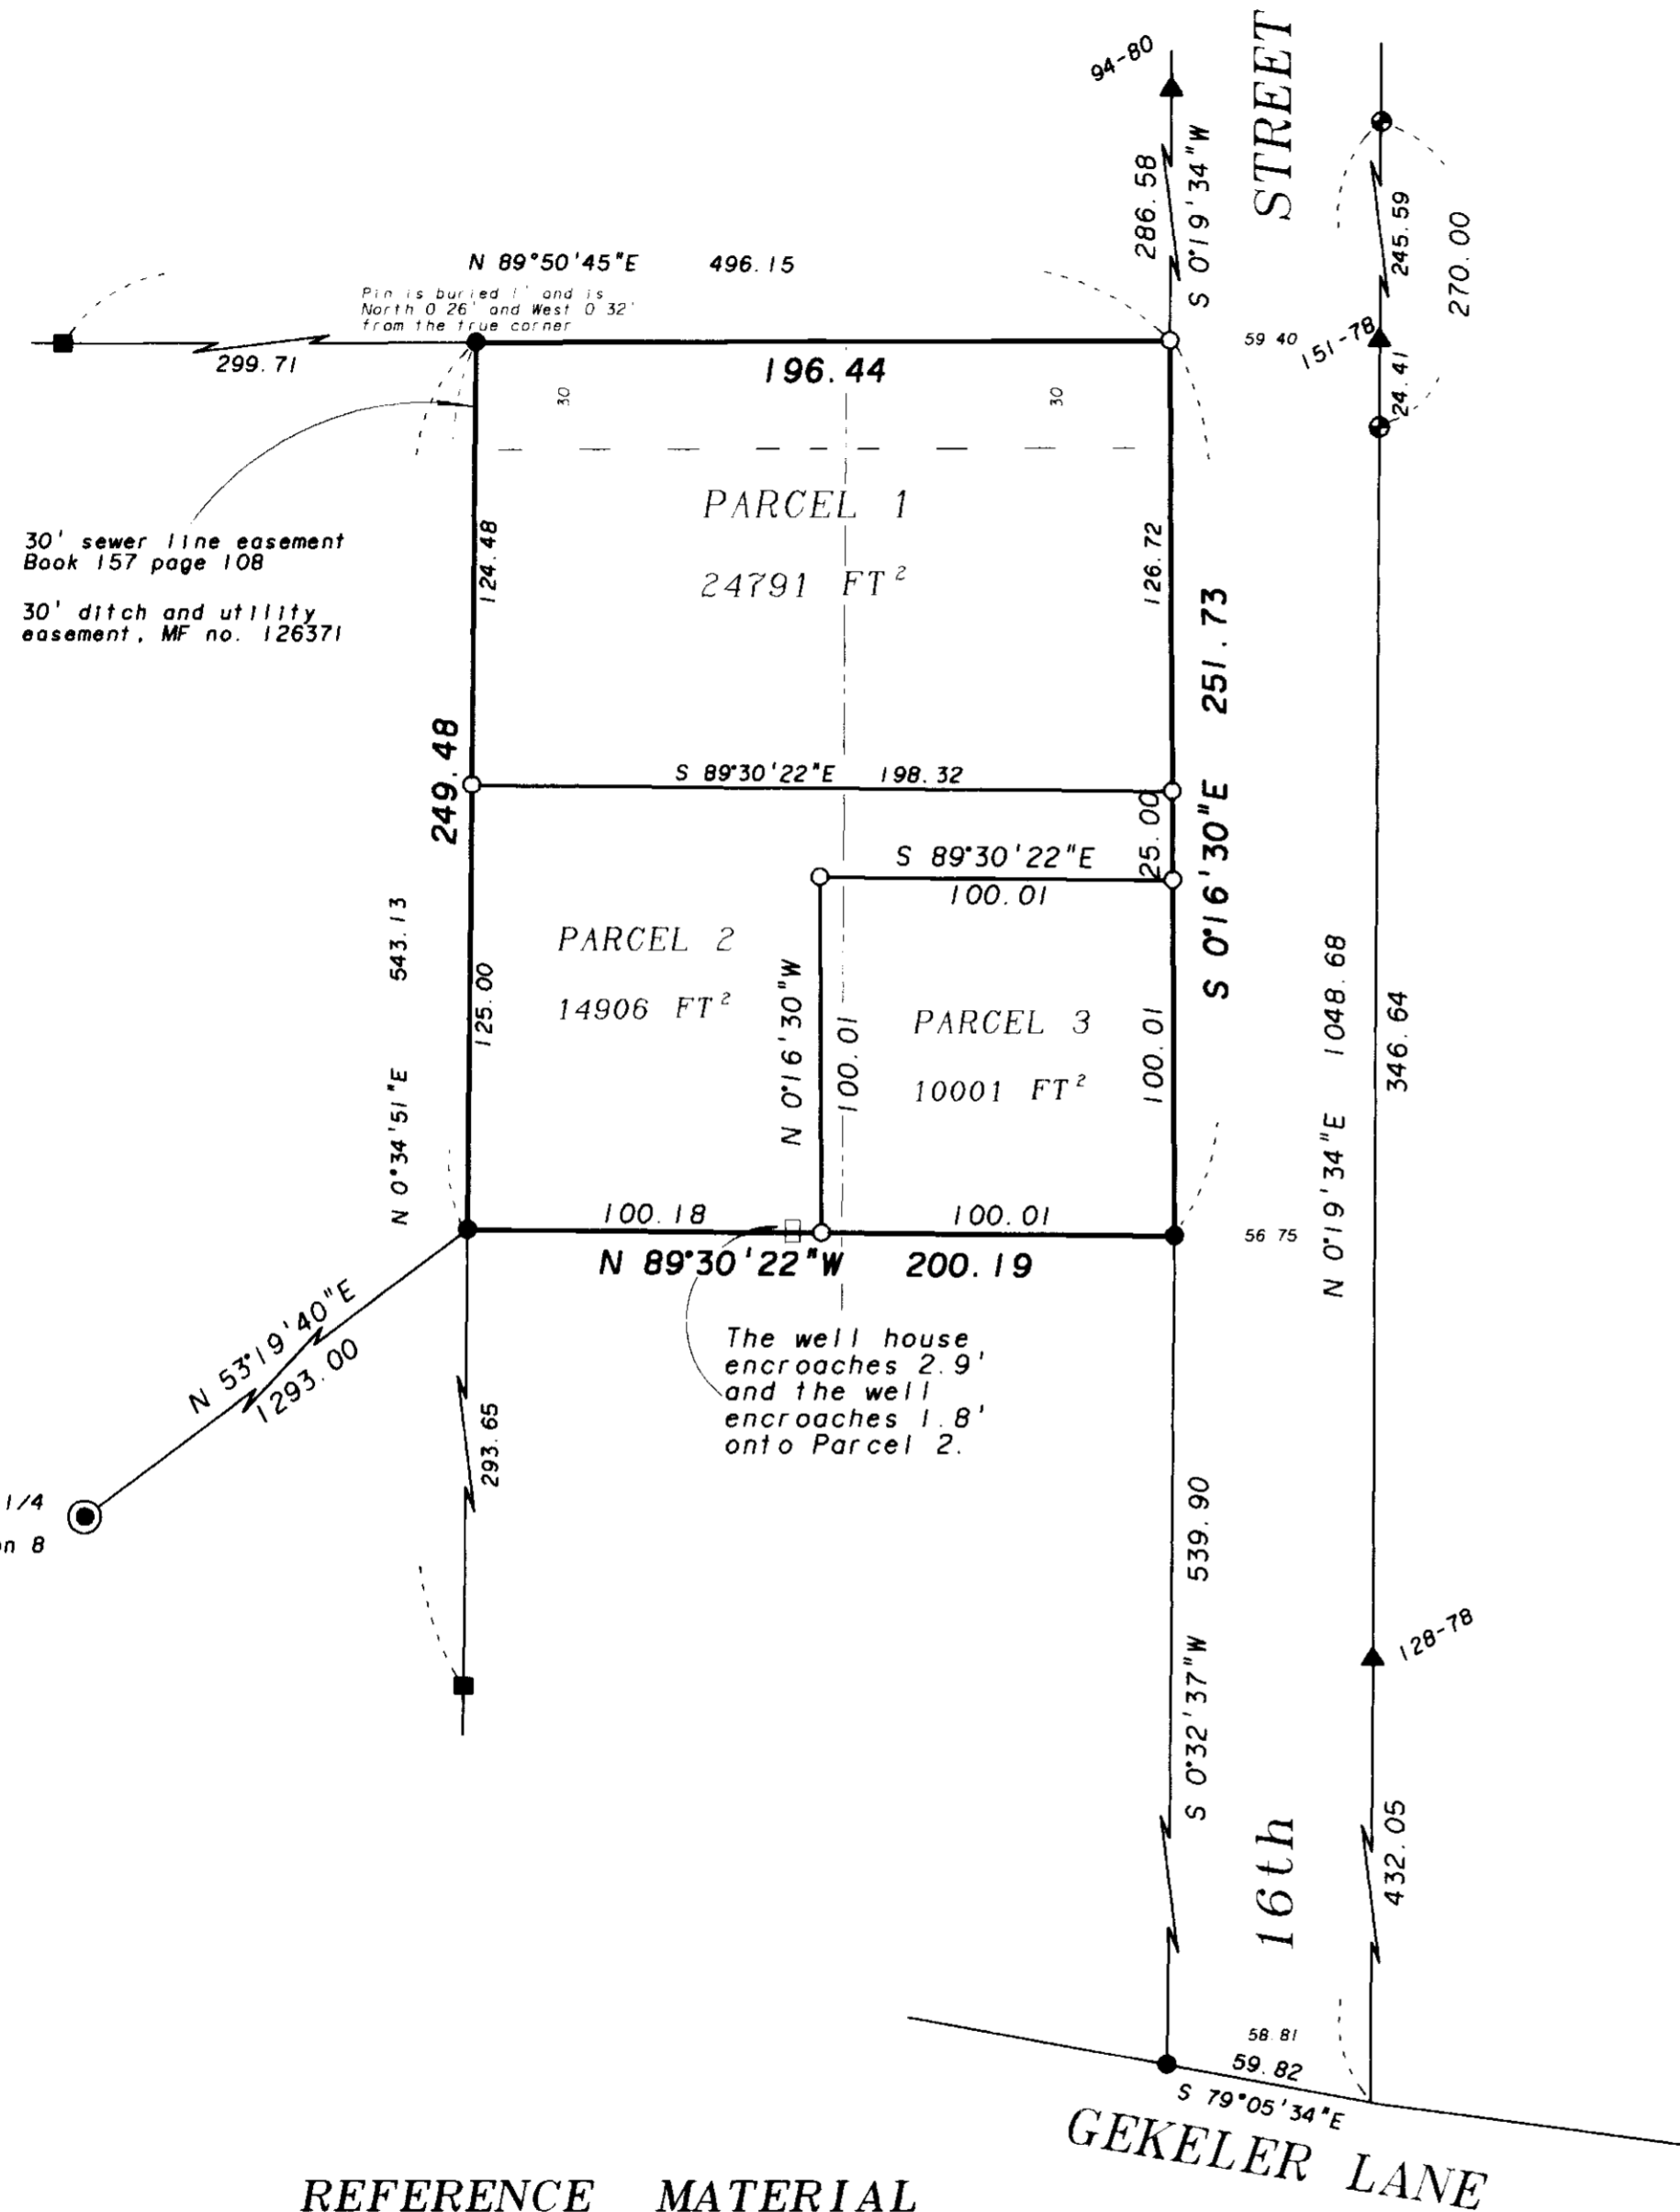 94-80
STREET
286.58
S 0°19'34"W
245.59
270.00
N 89°50'45"E 496.15
Pin is buried 1' and is
North 0 26' and West 0 32'
from the true corner
299.71
196.44
59 40
151-78
24.41
30
30
30' sewer line easement
Book 157 page 108
30' ditch and utility
easement, MF no. 126371
PARCEL 1
24791 FT²
124.48
126.72
S 0°16'30"E 251.73
249.48
S 89°30'22"E 198.32
25.00
S 89°30'22"E
100.01
N 0°34'51"E 543.13
125.00
PARCEL 2
14906 FT²
N 0°16'30"W
100.01
PARCEL 3
10001 FT²
100.01
N 0°19'34"E 1048.68
346.64
100.18
100.01
N 89°30'22"W 200.19
56 75
N 53°19'40"E
1293.00
The well house
encroaches 2.9'
and the well
encroaches 1.8'
onto Parcel 2.
293.65
1/4
n 8
S 0°32'37"W 539.90
128-78
16th
432.05
58.81
59.82
S 79°05'34"E
GEKELER LANE
REFERENCE MATERIAL